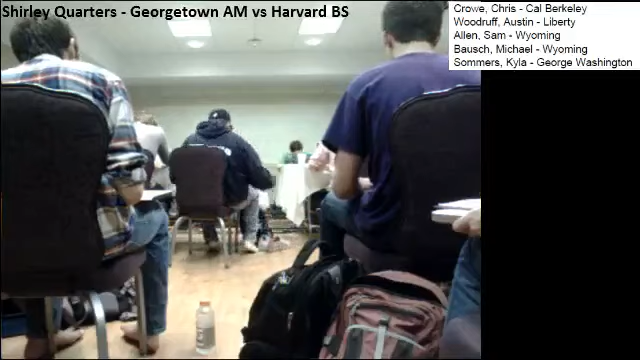 Shirley Quarters - Georgetown AM vs Harvard BS
Crowe, Chris - Cal Berkeley
Woodruff, Austin - Liberty
Allen, Sam - Wyoming
Bausch, Michael - Wyoming
Sommers, Kyla - George Washington